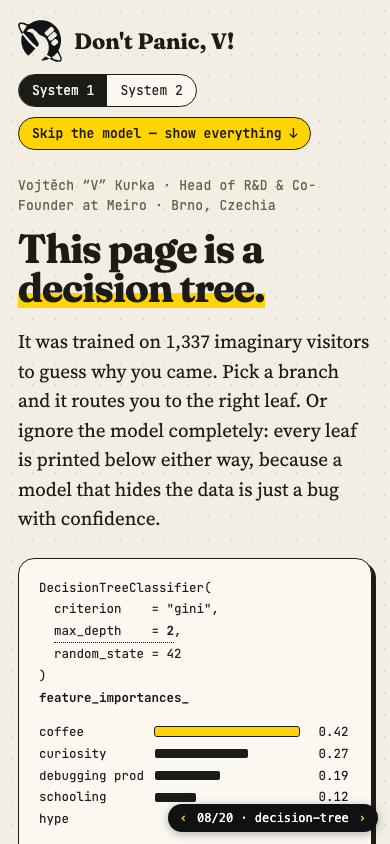 Don't Panic, V!
System 1 System 2
Skip the model — show everything ↓
Vojtěch “V” Kurka · Head of R&D & Co-
Founder at Meiro · Brno, Czechia
This page is a
decision tree.
It was trained on 1,337 imaginary visitors
to guess why you came. Pick a branch
and it routes you to the right leaf. Or
ignore the model completely: every leaf
is printed below either way, because a
model that hides the data is just a bug
with confidence.
DecisionTreeClassifier(
criterion = "gini",
max_depth = 2,
random_state = 42
)
feature_importances_
coffee 0.42
curiosity 0.27
debugging prod 0.19
schooling 0.12
hype
‹ 08/20 · decision-tree ›